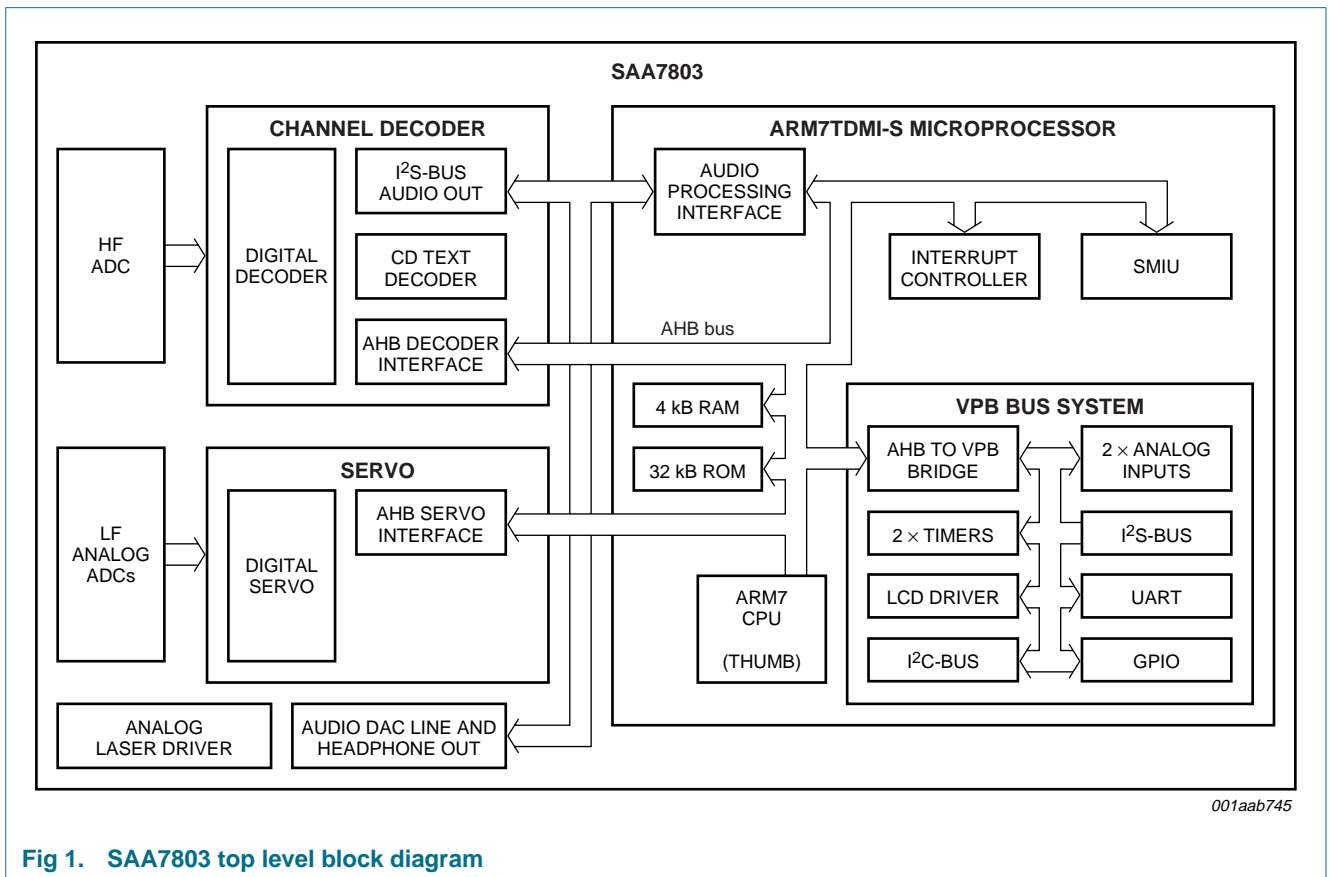 SAA7803
CHANNEL DECODER
HF
ADC
DIGITAL
DECODER
I2S-BUS
AUDIO OUT
CD TEXT
DECODER
AHB DECODER
INTERFACE
SERVO
LF
ANALOG
ADCs
DIGITAL
SERVO
AHB SERVO
INTERFACE
ANALOG
LASER DRIVER
AUDIO DAC LINE AND
HEADPHONE OUT
ARM7TDMI-S MICROPROCESSOR
AUDIO
PROCESSING
INTERFACE
INTERRUPT
CONTROLLER
SMIU
AHB bus
4 kB RAM
32 kB ROM
ARM7
CPU
(THUMB)
VPB BUS SYSTEM
AHB TO VPB
BRIDGE
2 × ANALOG
INPUTS
2 × TIMERS
I2S-BUS
LCD DRIVER
UART
I2C-BUS
GPIO
001aab745
Fig 1. SAA7803 top level block diagram